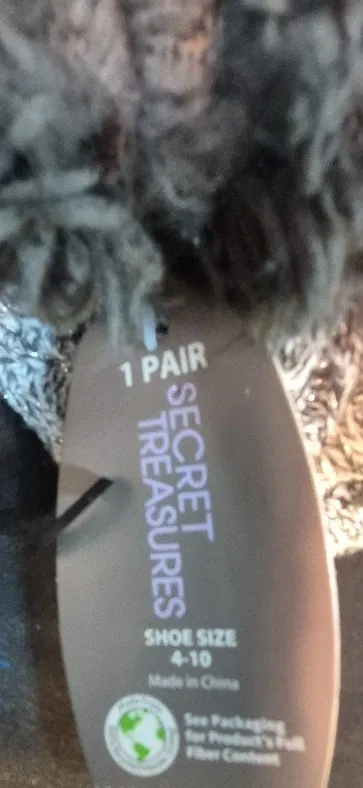 1 PAIR
SECRET
TREASURES
SHOE SIZE
4-10
Made in China
See Packaging
for Product's Full
Fiber Content